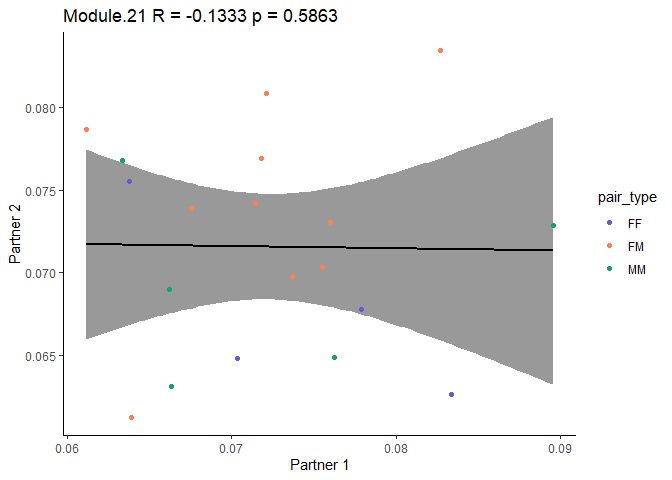 Module.21 R = -0.1333 p = 0.5863
0.080
0.075
0.070
0.065
Partner 2
0.06
0.07
0.08
0.09
Partner 1
pair_type
FF
FM
MM